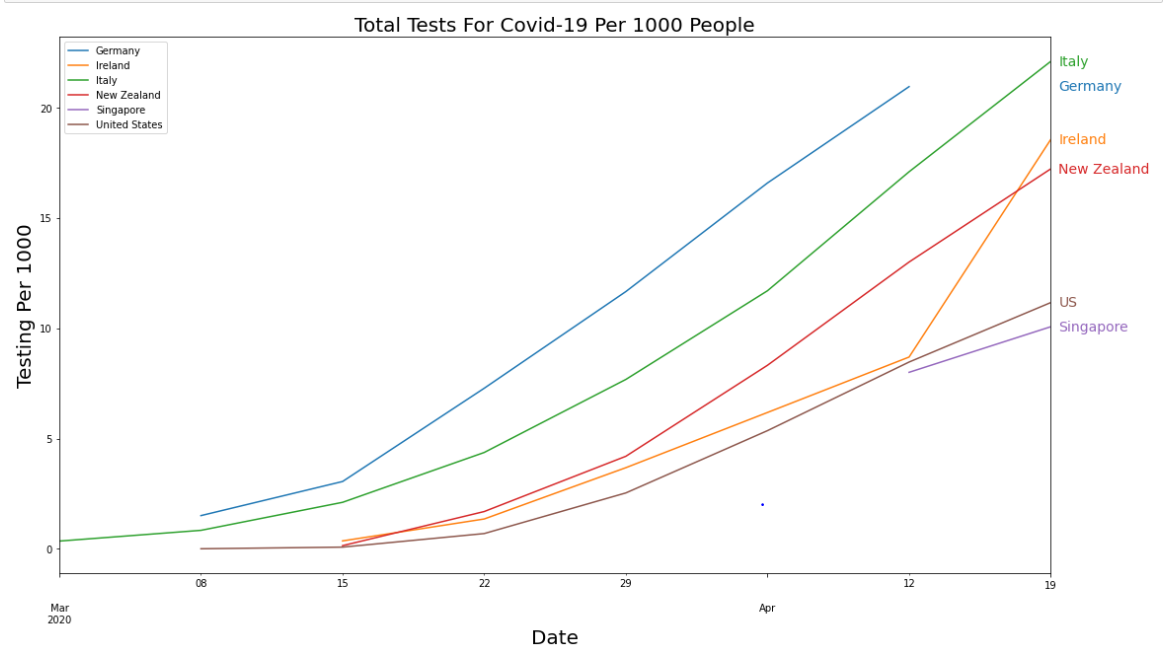 Total Tests For Covid-19 Per 1000 People
Germany
Ireland
Italy
New Zealand
Singapore
United States
Italy
Germany
Ireland
New Zealand
US
Singapore
Testing Per 1000
20
15
10
5
0
08 15 22 29 12 19
Mar Apr
2020
Date